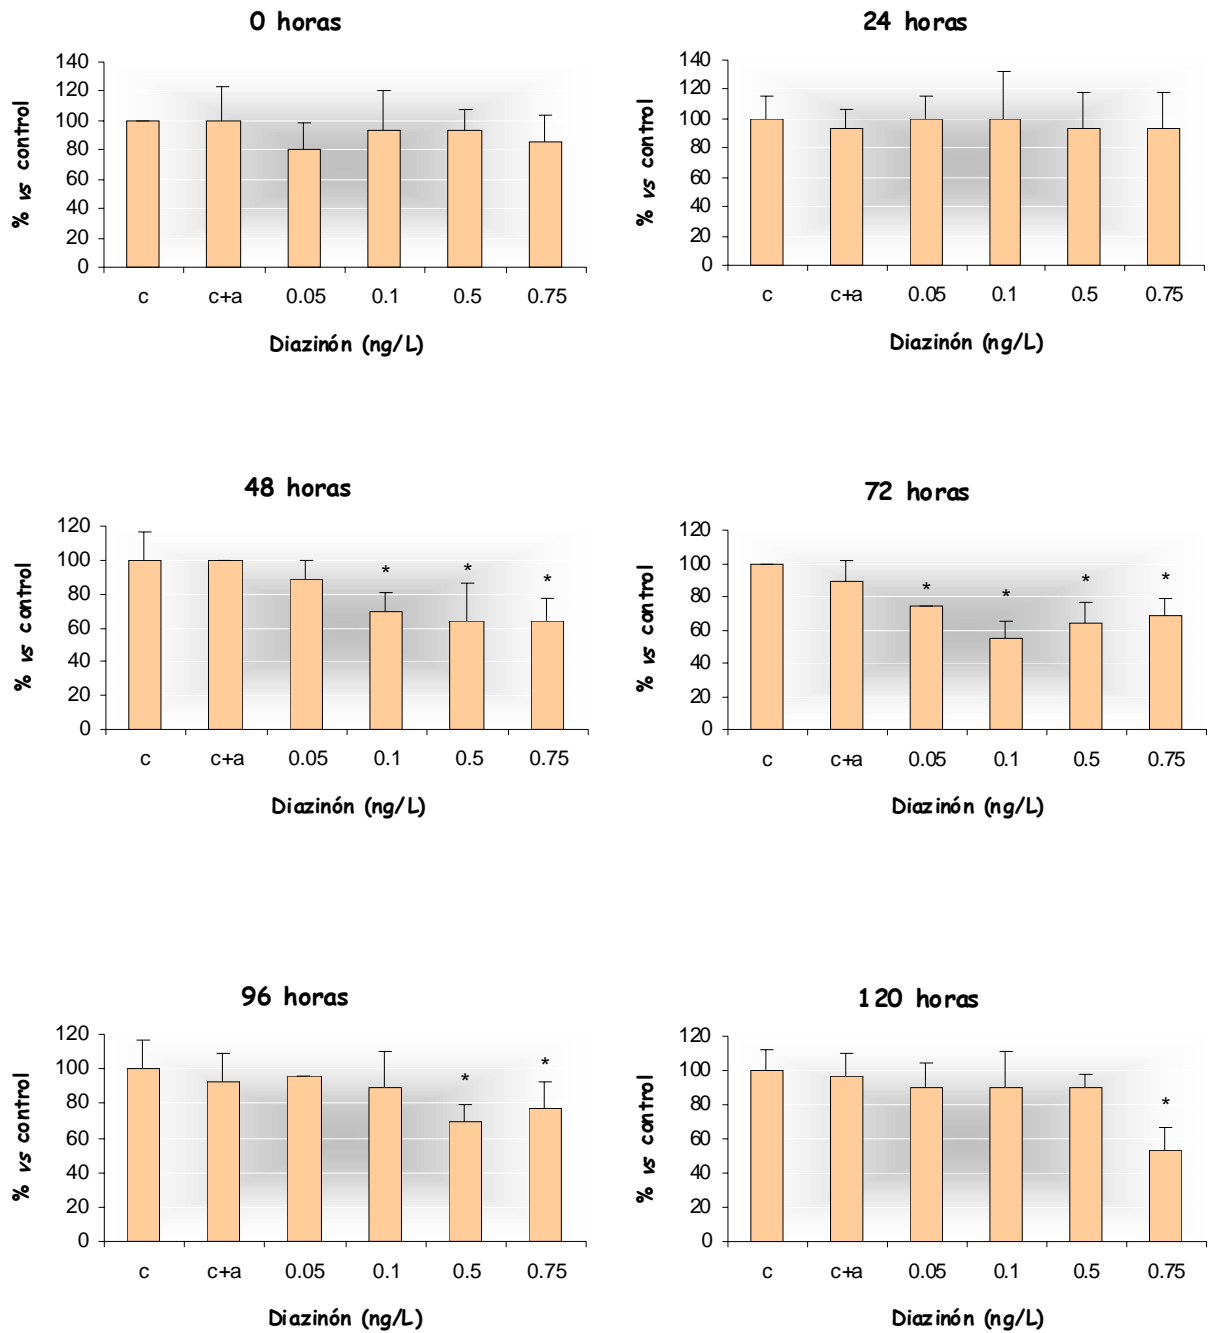 0 horas
% vs control
140
120
100
80
60
40
20
0
c c+a 0.05 0.1 0.5 0.75
Diazinón (ng/L)
24 horas
% vs control
140
120
100
80
60
40
20
0
c c+a 0.05 0.1 0.5 0.75
Diazinón (ng/L)
48 horas
% vs control
120
100
80
60
40
20
0
* * *
c c+a 0.05 0.1 0.5 0.75
Diazinón (ng/L)
72 horas
% vs control
120
100
80
60
40
20
0
* * * *
c c+a 0.05 0.1 0.5 0.75
Diazinón (ng/L)
96 horas
% vs control
120
100
80
60
40
20
0
* *
c c+a 0.05 0.1 0.5 0.75
Diazinón (ng/L)
120 horas
% vs control
120
100
80
60
40
20
0
*
c c+a 0.05 0.1 0.5 0.75
Diazinón (ng/L)